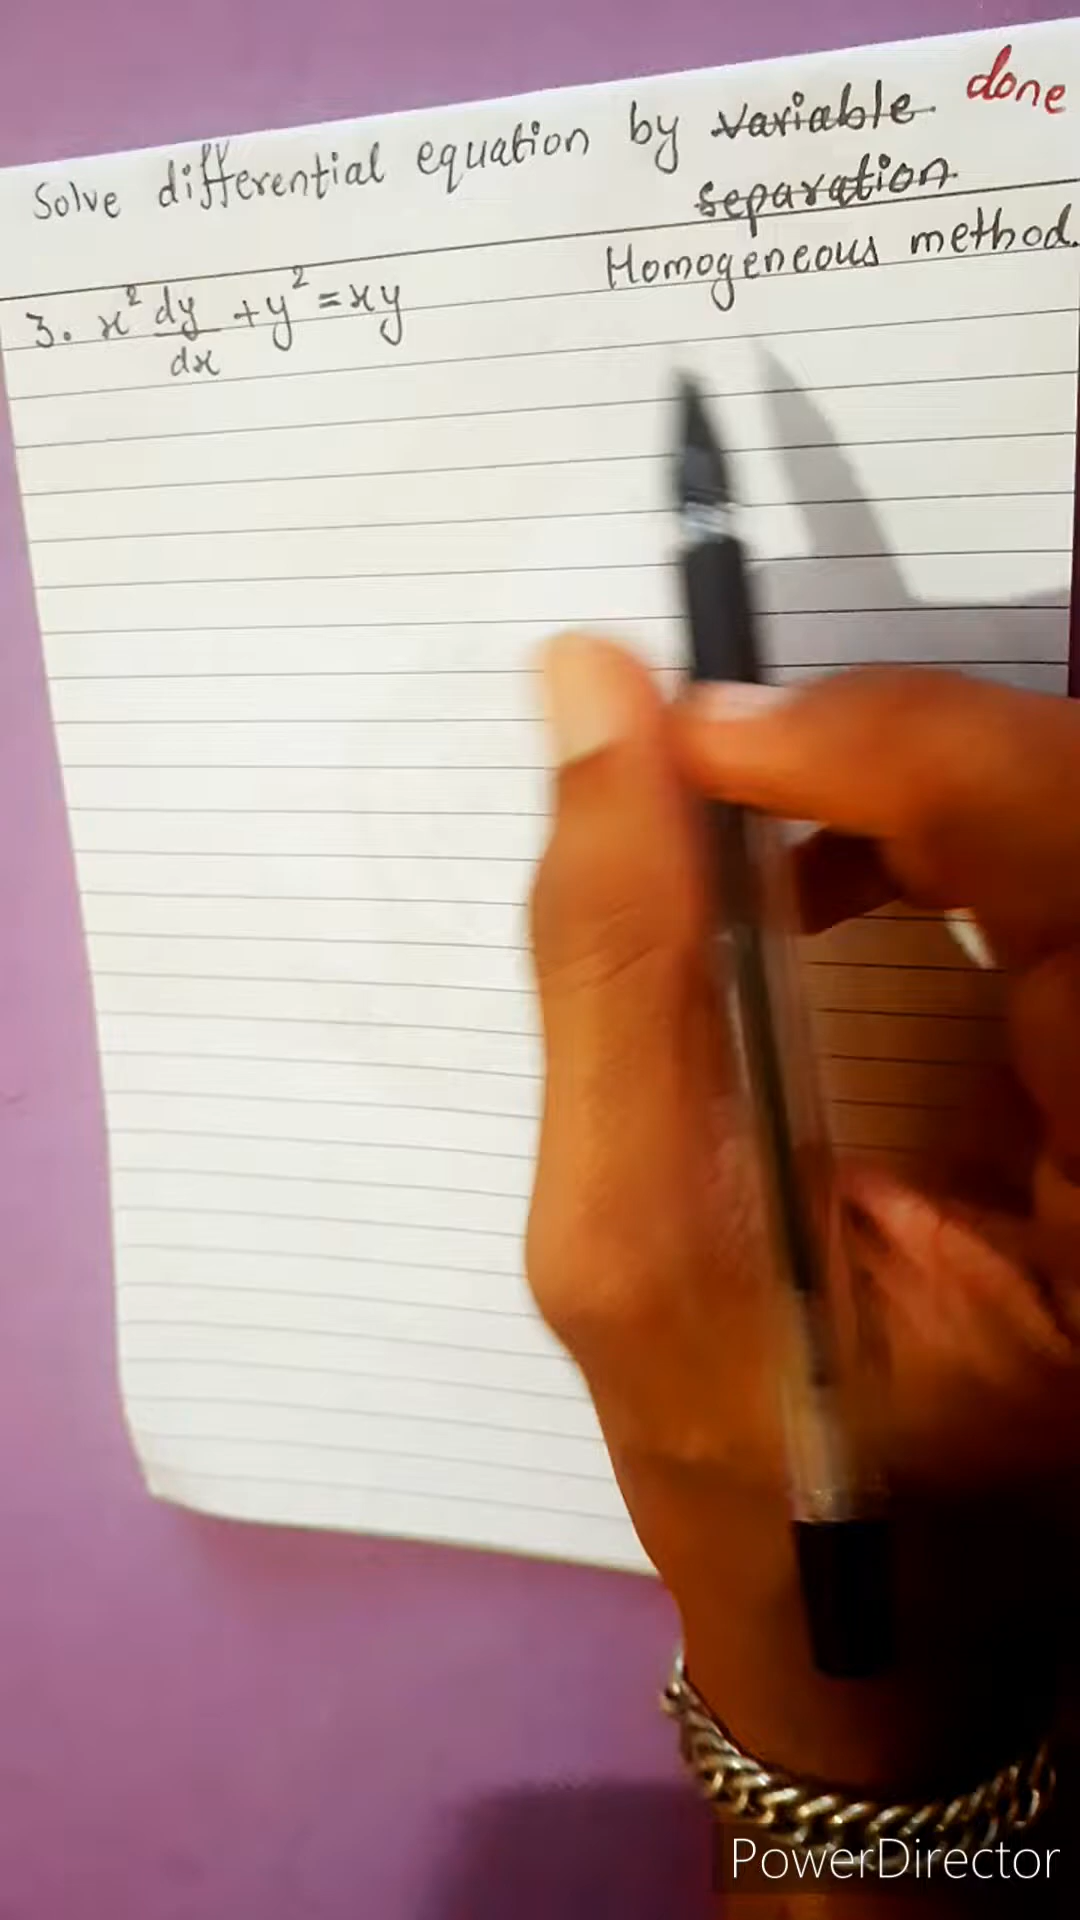 Solve differential equation by variable done
separation
Homogeneous method.
3. x² dy/dx + y² = xy
PowerDirector